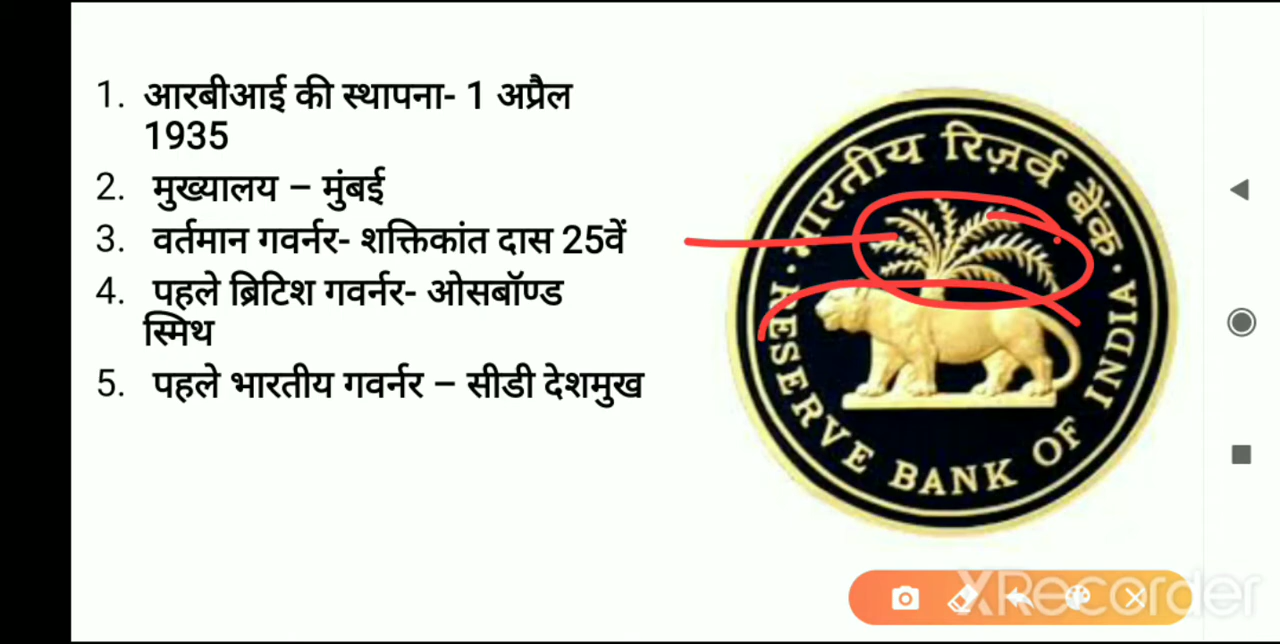 1. आरबीआई की स्थापना- 1 अप्रैल
1935
2. मुख्यालय – मुंबई
3. वर्तमान गवर्नर- शक्तिकांत दास 25वें
4. पहले ब्रिटिश गवर्नर- ओसबॉण्ड
स्मिथ
5. पहले भारतीय गवर्नर – सीडी देशमुख
भारतीय रिज़र्व बैंक
RESERVE BANK OF INDIA
XRecorder